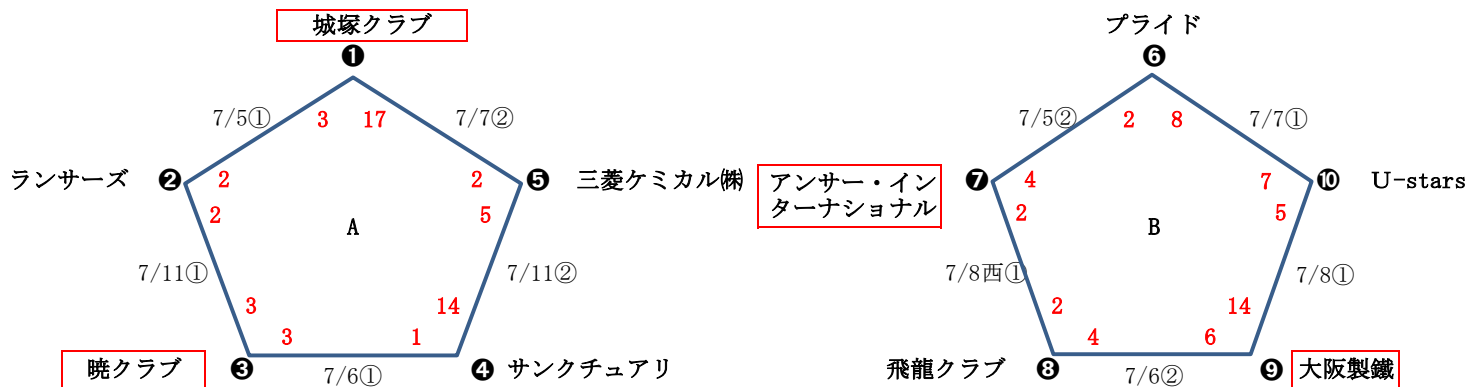 城塚クラブ
❶
7/5①
3
17
7/7②
ランサーズ
❷
2
2
2
5
❺
三菱ケミカル㈱
A
7/11①
7/11②
3
3
14
1
暁クラブ
❸
7/6①
❹
サンクチュアリ
プライド
❻
7/5②
2
8
7/7①
アンサー・イン
ターナショナル
❼
4
2
7
5
❿
U-stars
B
7/8西①
7/8①
2
4
14
6
飛龍クラブ
❽
7/6②
❾
大阪製鐵